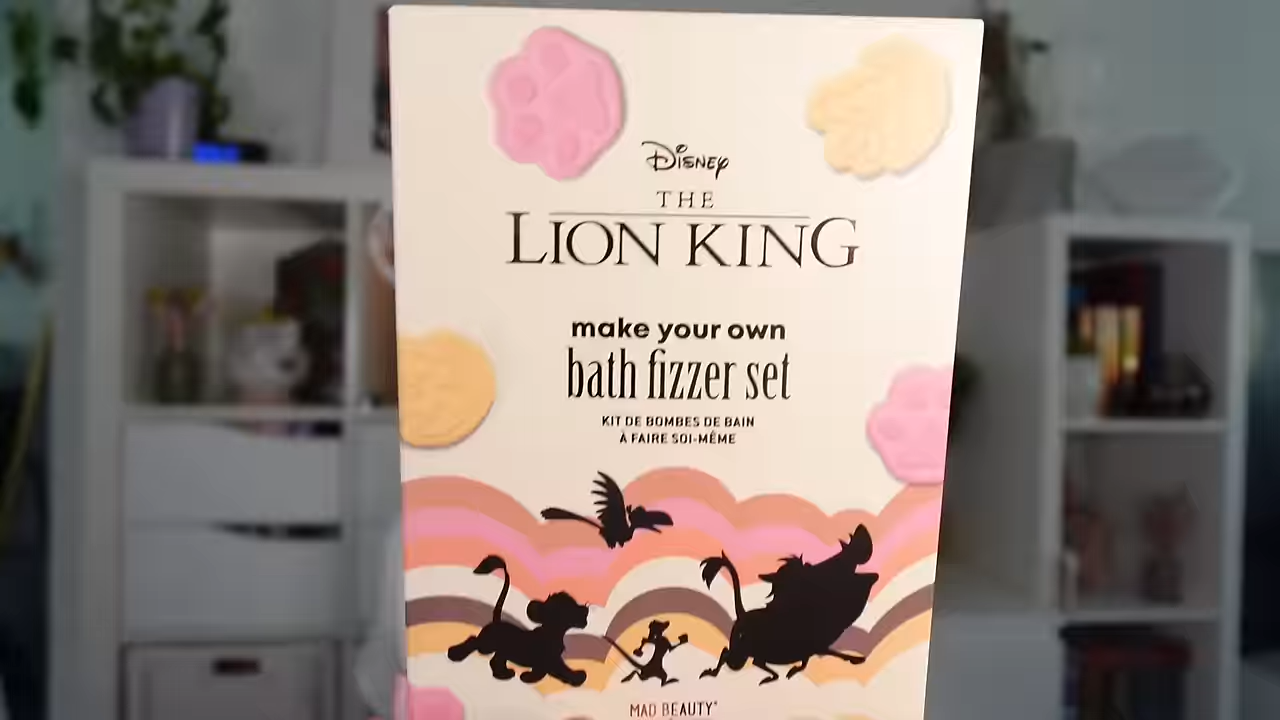 Disney
THE
LION KING
make your own
bath fizzer set
KIT DE BOMBES DE BAIN
À FAIRE SOI-MÊME
MAD BEAUTY